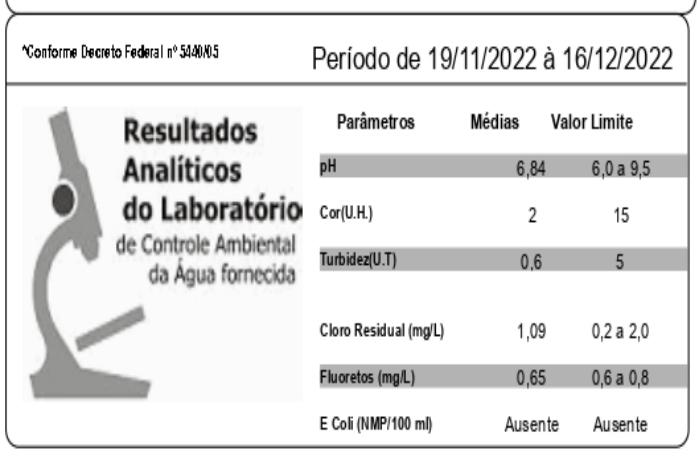 *Conforme Decreto Federal nº 5440/05
Período de 19/11/2022 à 16/12/2022
Resultados
Analíticos
do Laboratório
de Controle Ambiental
da Água fornecida
Parâmetros Médias Valor Limite
pH 6,84 6,0 a 9,5
Cor(U.H.) 2 15
Turbidez(U.T) 0,6 5
Cloro Residual (mg/L) 1,09 0,2 a 2,0
Fluoretos (mg/L) 0,65 0,6 a 0,8
E Coli (NMP/100 ml) Ausente Ausente